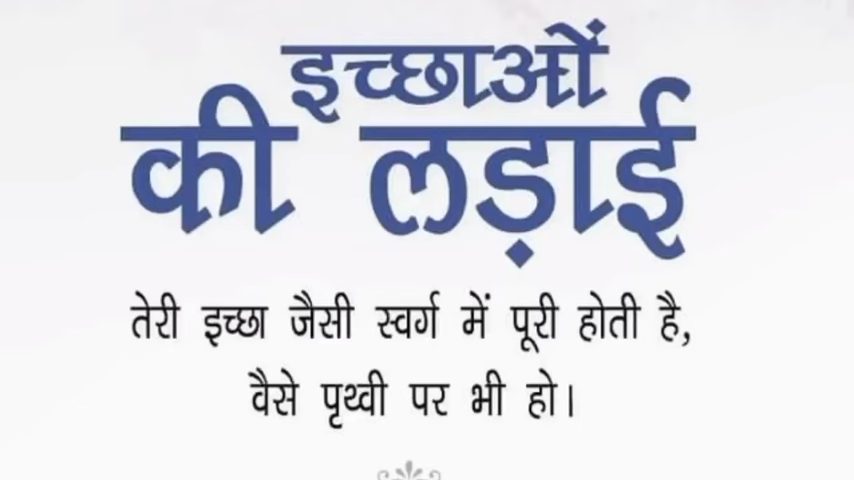 इच्छाओं
की लड़ाई
तेरी इच्छा जैसी स्वर्ग में पूरी होती है,
वैसे पृथ्वी पर भी हो।